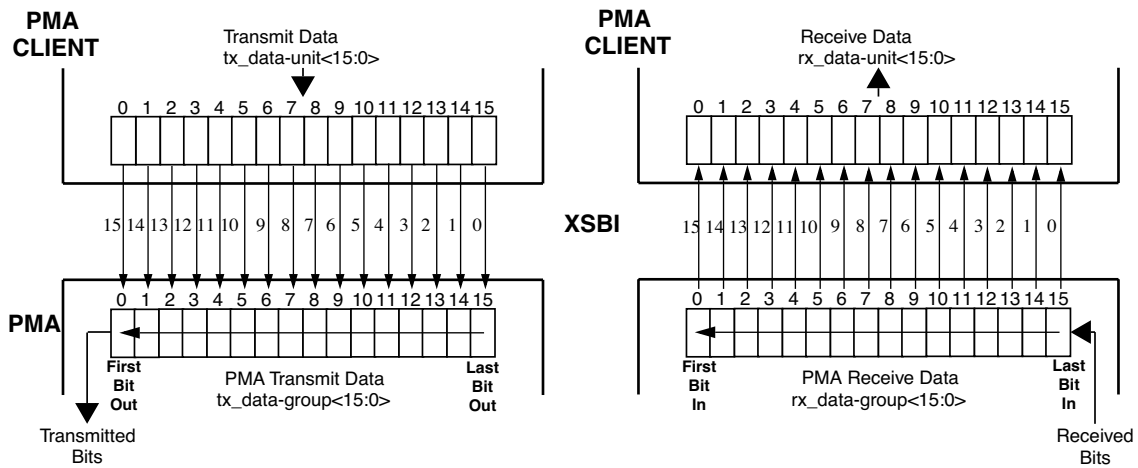 PMA
CLIENT
Transmit Data
tx_data-unit<15:0>
0 1 2 3 4 5 6 7 8 9 10 11 12 13 14 15
15 14 13 12 11 10 9 8 7 6 5 4 3 2 1 0
0 1 2 3 4 5 6 7 8 9 10 11 12 13 14 15
PMA
First
Bit
Out
PMA Transmit Data
tx_data-group<15:0>
Last
Bit
Out
Transmitted
Bits
XSBI
PMA
CLIENT
Receive Data
rx_data-unit<15:0>
0 1 2 3 4 5 6 7 8 9 10 11 12 13 14 15
15 14 13 12 11 10 9 8 7 6 5 4 3 2 1 0
0 1 2 3 4 5 6 7 8 9 10 11 12 13 14 15
First
Bit
In
PMA Receive Data
rx_data-group<15:0>
Last
Bit
In
Received
Bits